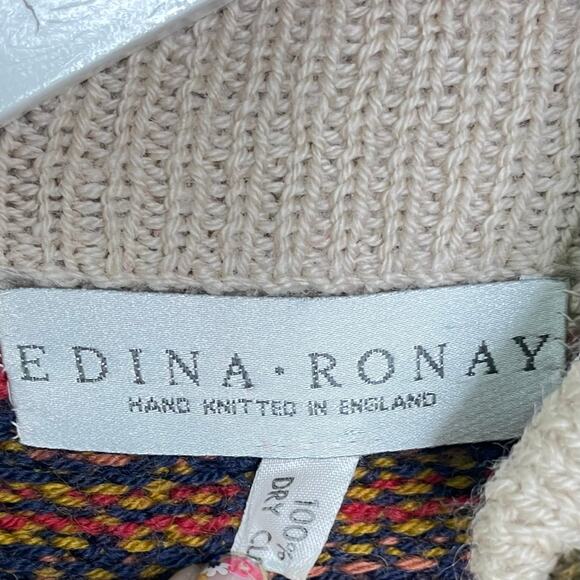 EDINA · RONAY
HAND KNITTED IN ENGLAND
100%
DRY